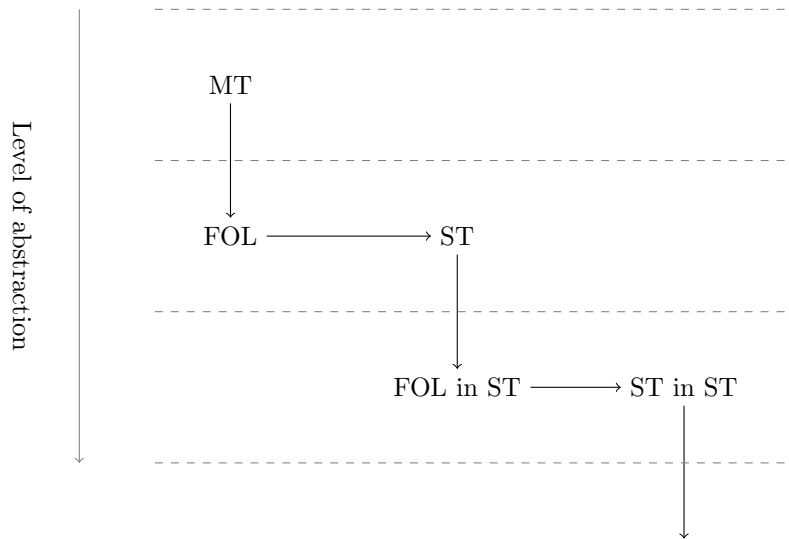 MT
Level of abstraction
FOL
ST
FOL in ST
ST in ST